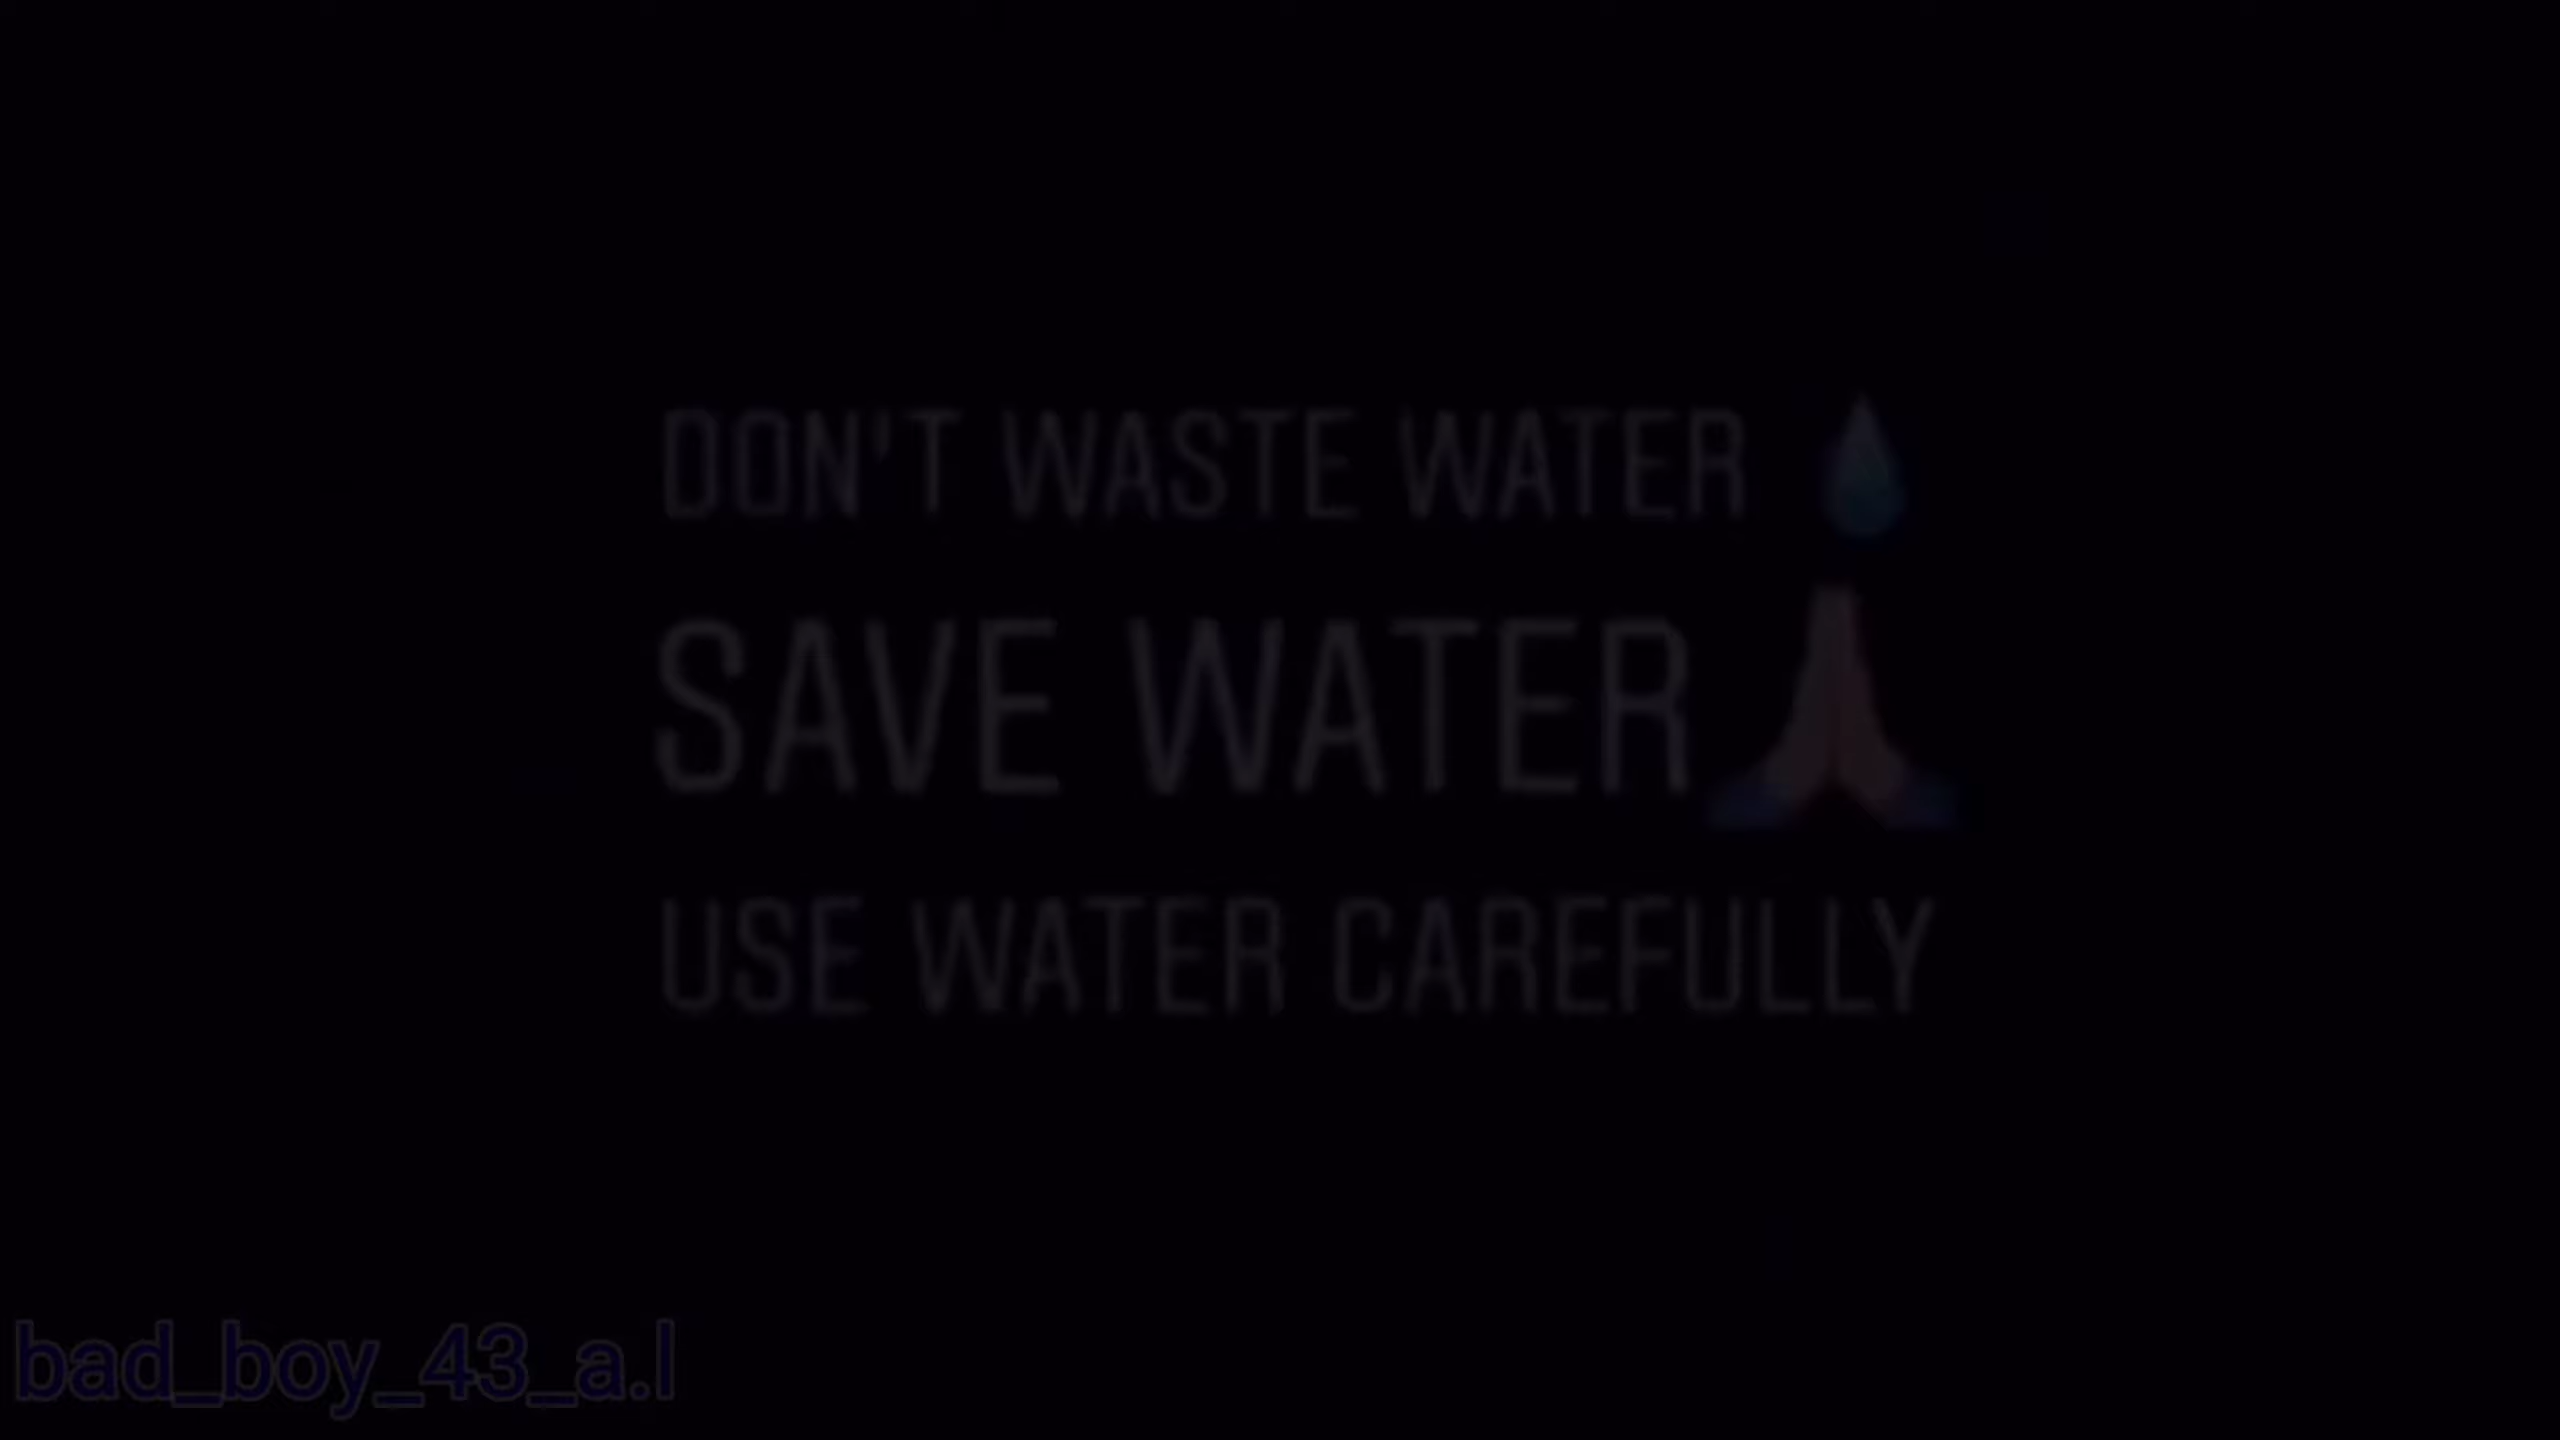 DON'T WASTE WATER 💧
SAVE WATER🙏
USE WATER CAREFULLY
bad_boy_43_a.l